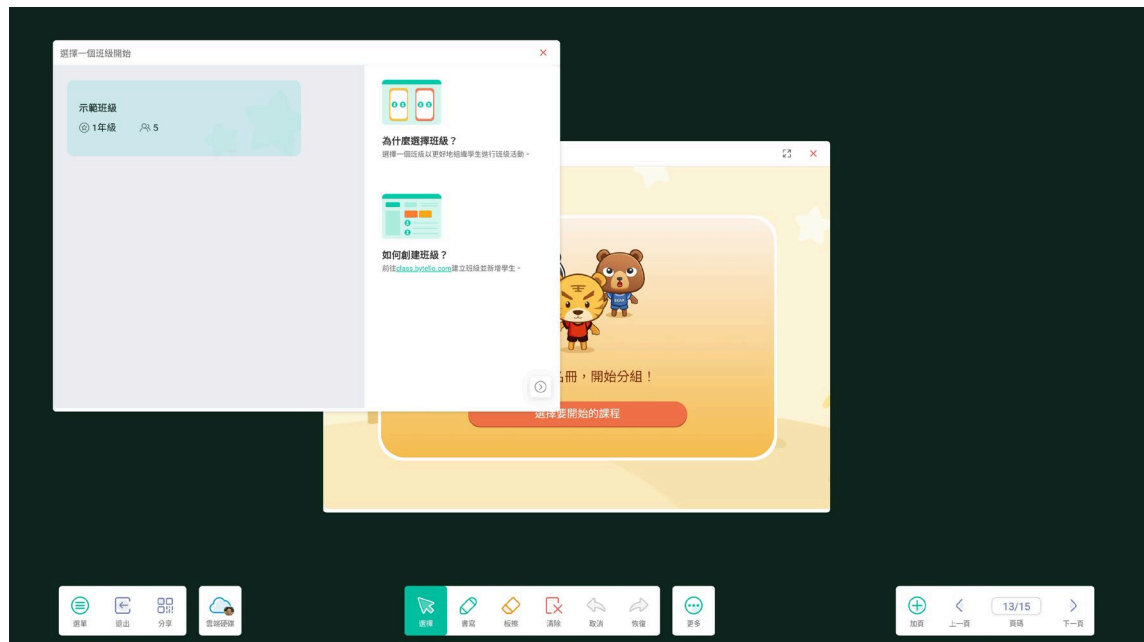 選擇一個班級開始
示範班級
1年級 5
為什麼選擇班級？
選擇一個班級以更好地組織學生進行班級活動。
如何創建班級？
前往class.bytello.com建立班級並新增學生。
冊，開始分組！
選擇要開始的課程
BEAR
選單 退出 分享 雲端硬碟
選擇 書寫 板擦 清除 取消 恢復 更多
加頁 上一頁 13/15 頁碼 下一頁